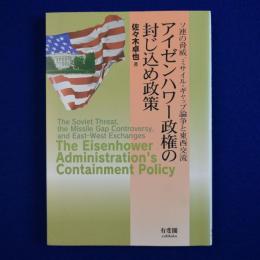 ソ連の脅威、ミサイル・ギャップ論争と東西交流
アイゼンハワー政権の
封じ込め政策
佐々木卓也 著
The Soviet Threat,
the Missile Gap Controversy,
and East-West Exchanges
The Eisenhower
Administration's
Containment Policy
有斐閣